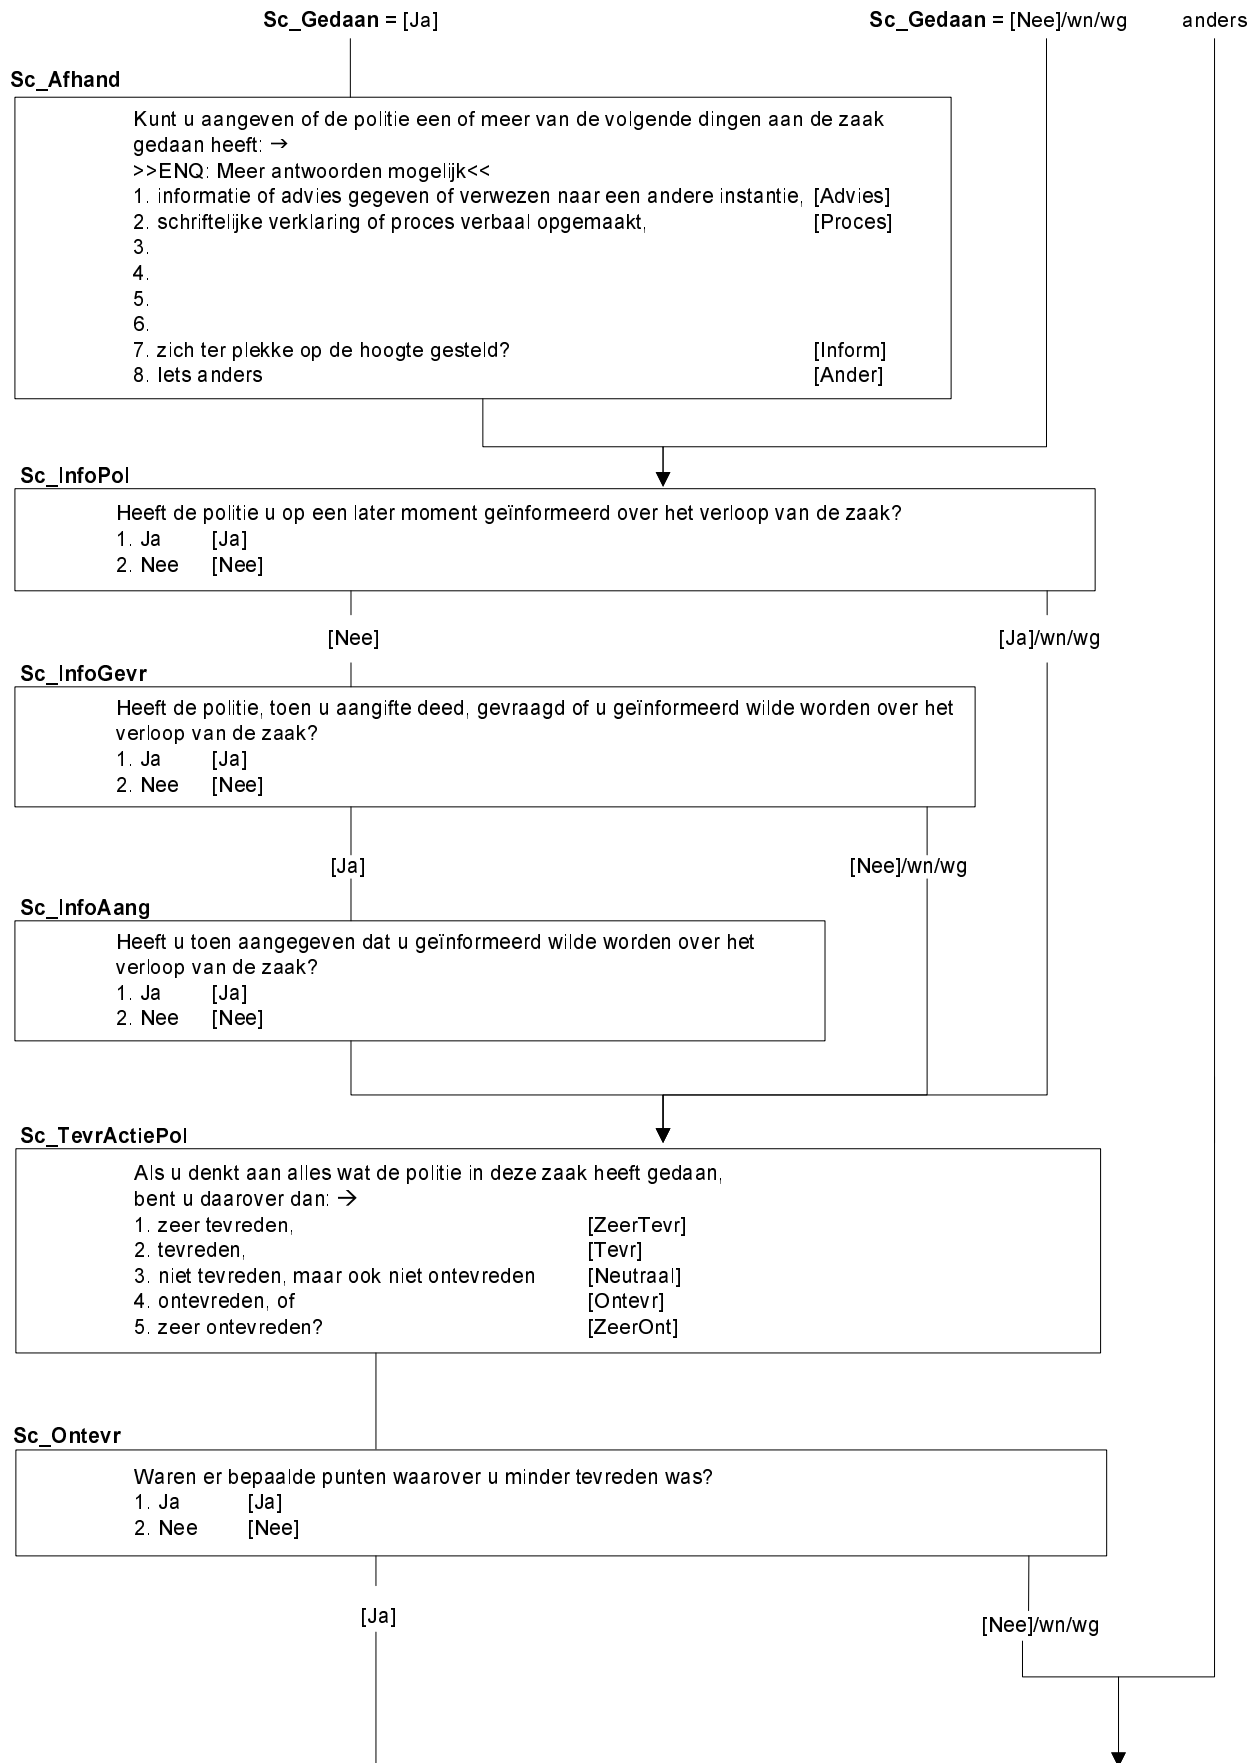 Sc_Gedaan = [Ja]
Sc_Gedaan = [Nee]/wn/wg
anders
Sc_Afhand
Kunt u aangeven of de politie een of meer van de volgende dingen aan de zaak
gedaan heeft: →
>>ENQ: Meer antwoorden mogelijk<<
1. informatie of advies gegeven of verwezen naar een andere instantie, [Advies]
2. schriftelijke verklaring of proces verbaal opgemaakt, [Proces]
3.
4.
5.
6.
7. zich ter plekke op de hoogte gesteld? [Inform]
8. Iets anders [Ander]
Sc_InfoPol
Heeft de politie u op een later moment geïnformeerd over het verloop van de zaak?
1. Ja [Ja]
2. Nee [Nee]
[Nee]
[Ja]/wn/wg
Sc_InfoGevr
Heeft de politie, toen u aangifte deed, gevraagd of u geïnformeerd wilde worden over het
verloop van de zaak?
1. Ja [Ja]
2. Nee [Nee]
[Ja]
[Nee]/wn/wg
Sc_InfoAang
Heeft u toen aangegeven dat u geïnformeerd wilde worden over het
verloop van de zaak?
1. Ja [Ja]
2. Nee [Nee]
Sc_TevrActiePol
Als u denkt aan alles wat de politie in deze zaak heeft gedaan,
bent u daarover dan: →
1. zeer tevreden, [ZeerTevr]
2. tevreden, [Tevr]
3. niet tevreden, maar ook niet ontevreden [Neutraal]
4. ontevreden, of [Ontevr]
5. zeer ontevreden? [ZeerOnt]
Sc_Ontevr
Waren er bepaalde punten waarover u minder tevreden was?
1. Ja [Ja]
2. Nee [Nee]
[Ja]
[Nee]/wn/wg